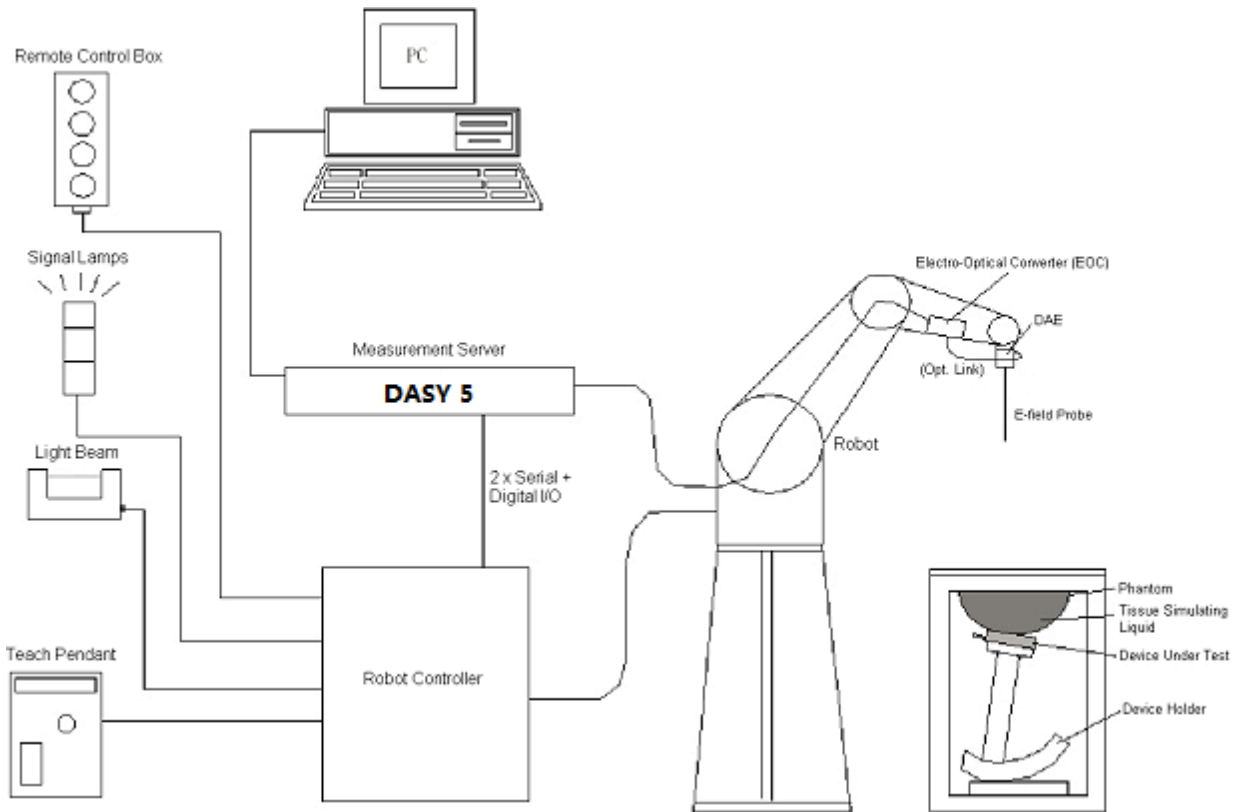 PC
Remote Control Box
Signal Lamps
Electro-Optical Converter (EOC)
DAE
Measurement Server
DASY 5
(Opt. Link)
E-field Probe
Robot
Light Beam
2 x Serial +
Digital I/O
Phantom
Tissue Simulating
Liquid
Device Under Test
Teach Pendant
Robot Controller
Device Holder